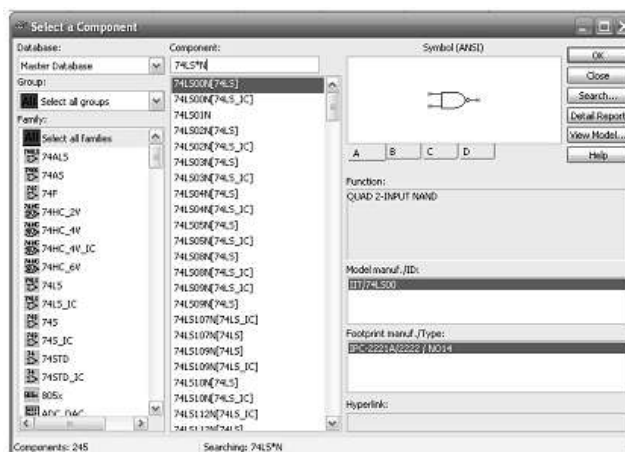 Select a Component
Database:
Master Database
Group:
All Select all groups
Family:
All Select all families
74ALS
74AS
74F
74HC_2V
74HC_4V
74HC_4V_IC
74HC_6V
74LS
74LS_IC
74S
74S_IC
74STD
74STD_IC
805x
ADC_DAC
Component:
74LS*N
74LS00N[74LS]
74LS00N[74LS_IC]
74LS01N
74LS02N[74LS]
74LS02N[74LS_IC]
74LS03N[74LS]
74LS03N[74LS_IC]
74LS04N[74LS]
74LS04N[74LS_IC]
74LS05N[74LS]
74LS05N[74LS_IC]
74LS08N[74LS]
74LS08N[74LS_IC]
74LS09N[74LS_IC]
74LS09N[74LS]
74LS107N[74LS_IC]
74LS107N[74LS]
74LS109N[74LS]
74LS109N[74LS_IC]
74LS10N[74LS]
74LS10N[74LS_IC]
74LS112N[74LS_IC]
74LS112N[74LS]
Symbol (ANSI)
A B C D
Function:
QUAD 2-INPUT NAND
Model manuf./ID:
IIT/74LS00
Footprint manuf./Type:
IPC-2221A/2222 / NO14
Hyperlink:
OK
Close
Search...
Detail Report
View Model...
Help
Components: 245
Searching: 74LS*N